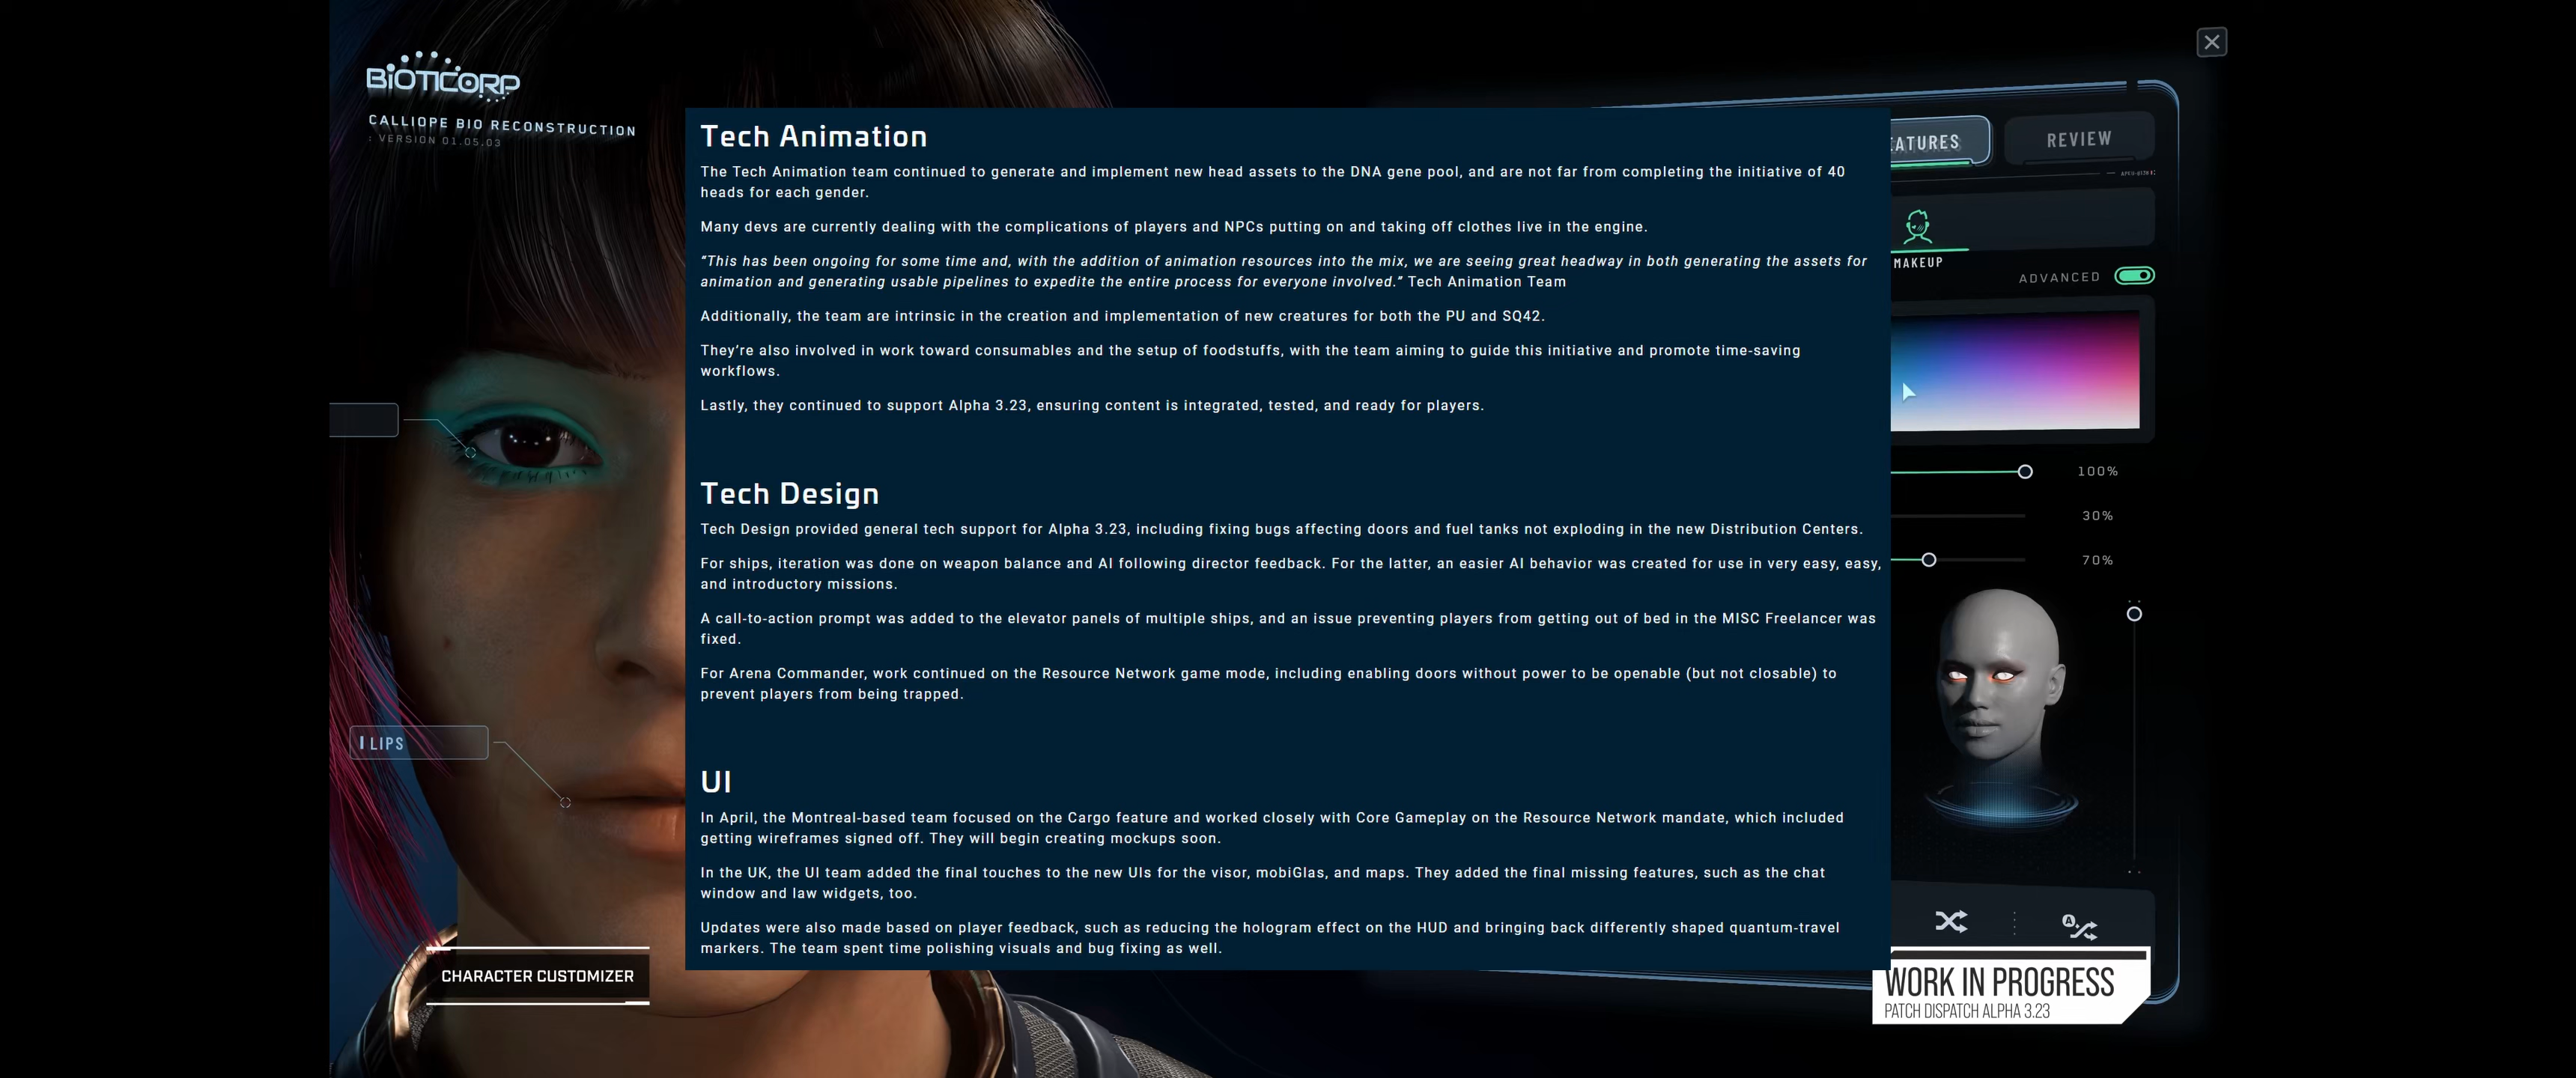 BiOTiCORP
CALLIOPE BIO RECONSTRUCTION
: VERSION 01.05.03
Tech Animation
The Tech Animation team continued to generate and implement new head assets to the DNA gene pool, and are not far from completing the initiative of 40
heads for each gender.
Many devs are currently dealing with the complications of players and NPCs putting on and taking off clothes live in the engine.
“This has been ongoing for some time and, with the addition of animation resources into the mix, we are seeing great headway in both generating the assets for
animation and generating usable pipelines to expedite the entire process for everyone involved.” Tech Animation Team
Additionally, the team are intrinsic in the creation and implementation of new creatures for both the PU and SQ42.
They’re also involved in work toward consumables and the setup of foodstuffs, with the team aiming to guide this initiative and promote time-saving
workflows.
Lastly, they continued to support Alpha 3.23, ensuring content is integrated, tested, and ready for players.
Tech Design
Tech Design provided general tech support for Alpha 3.23, including fixing bugs affecting doors and fuel tanks not exploding in the new Distribution Centers.
For ships, iteration was done on weapon balance and AI following director feedback. For the latter, an easier AI behavior was created for use in very easy, easy,
and introductory missions.
A call-to-action prompt was added to the elevator panels of multiple ships, and an issue preventing players from getting out of bed in the MISC Freelancer was
fixed.
For Arena Commander, work continued on the Resource Network game mode, including enabling doors without power to be openable (but not closable) to
prevent players from being trapped.
UI
In April, the Montreal-based team focused on the Cargo feature and worked closely with Core Gameplay on the Resource Network mandate, which included
getting wireframes signed off. They will begin creating mockups soon.
In the UK, the UI team added the final touches to the new UIs for the visor, mobiGlas, and maps. They added the final missing features, such as the chat
window and law widgets, too.
Updates were also made based on player feedback, such as reducing the hologram effect on the HUD and bringing back differently shaped quantum-travel
markers. The team spent time polishing visuals and bug fixing as well.
EATURES
REVIEW
MAKEUP
ADVANCED
100%
30%
70%
LIPS
A
CHARACTER CUSTOMIZER
WORK IN PROGRESS
PATCH DISPATCH ALPHA 3.23